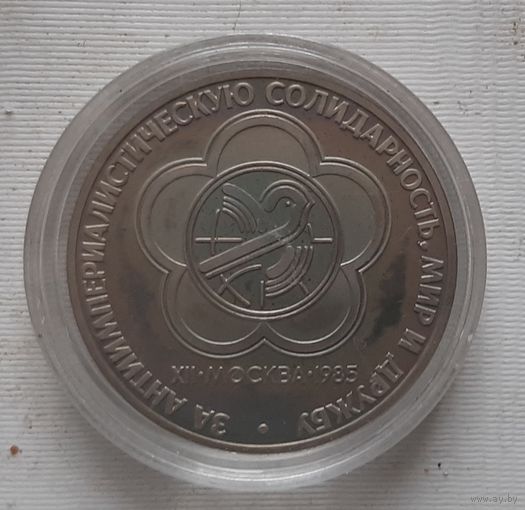 ЗА АНТИИМПЕРИАЛИСТИЧЕСКУЮ СОЛИДАРНОСТЬ, МИР И ДРУЖБУ •
XII•МОСКВА•1985
www.ay.by